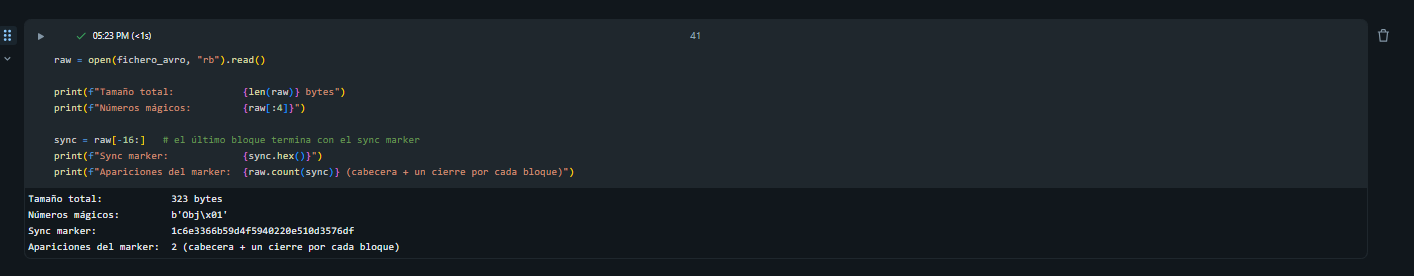 05:23 PM (<1s)
41
raw = open(fichero_avro, "rb").read()
print(f"Tamaño total:            {len(raw)} bytes")
print(f"Números mágicos:         {raw[:4]}")
sync = raw[-16:]   # el último bloque termina con el sync marker
print(f"Sync marker:             {sync.hex()}")
print(f"Apariciones del marker:  {raw.count(sync)} (cabecera + un cierre por cada bloque)")
Tamaño total:            323 bytes
Números mágicos:         b'Obj\x01'
Sync marker:             1c6e3366b59d4f5940220e510d3576df
Apariciones del marker:  2 (cabecera + un cierre por cada bloque)